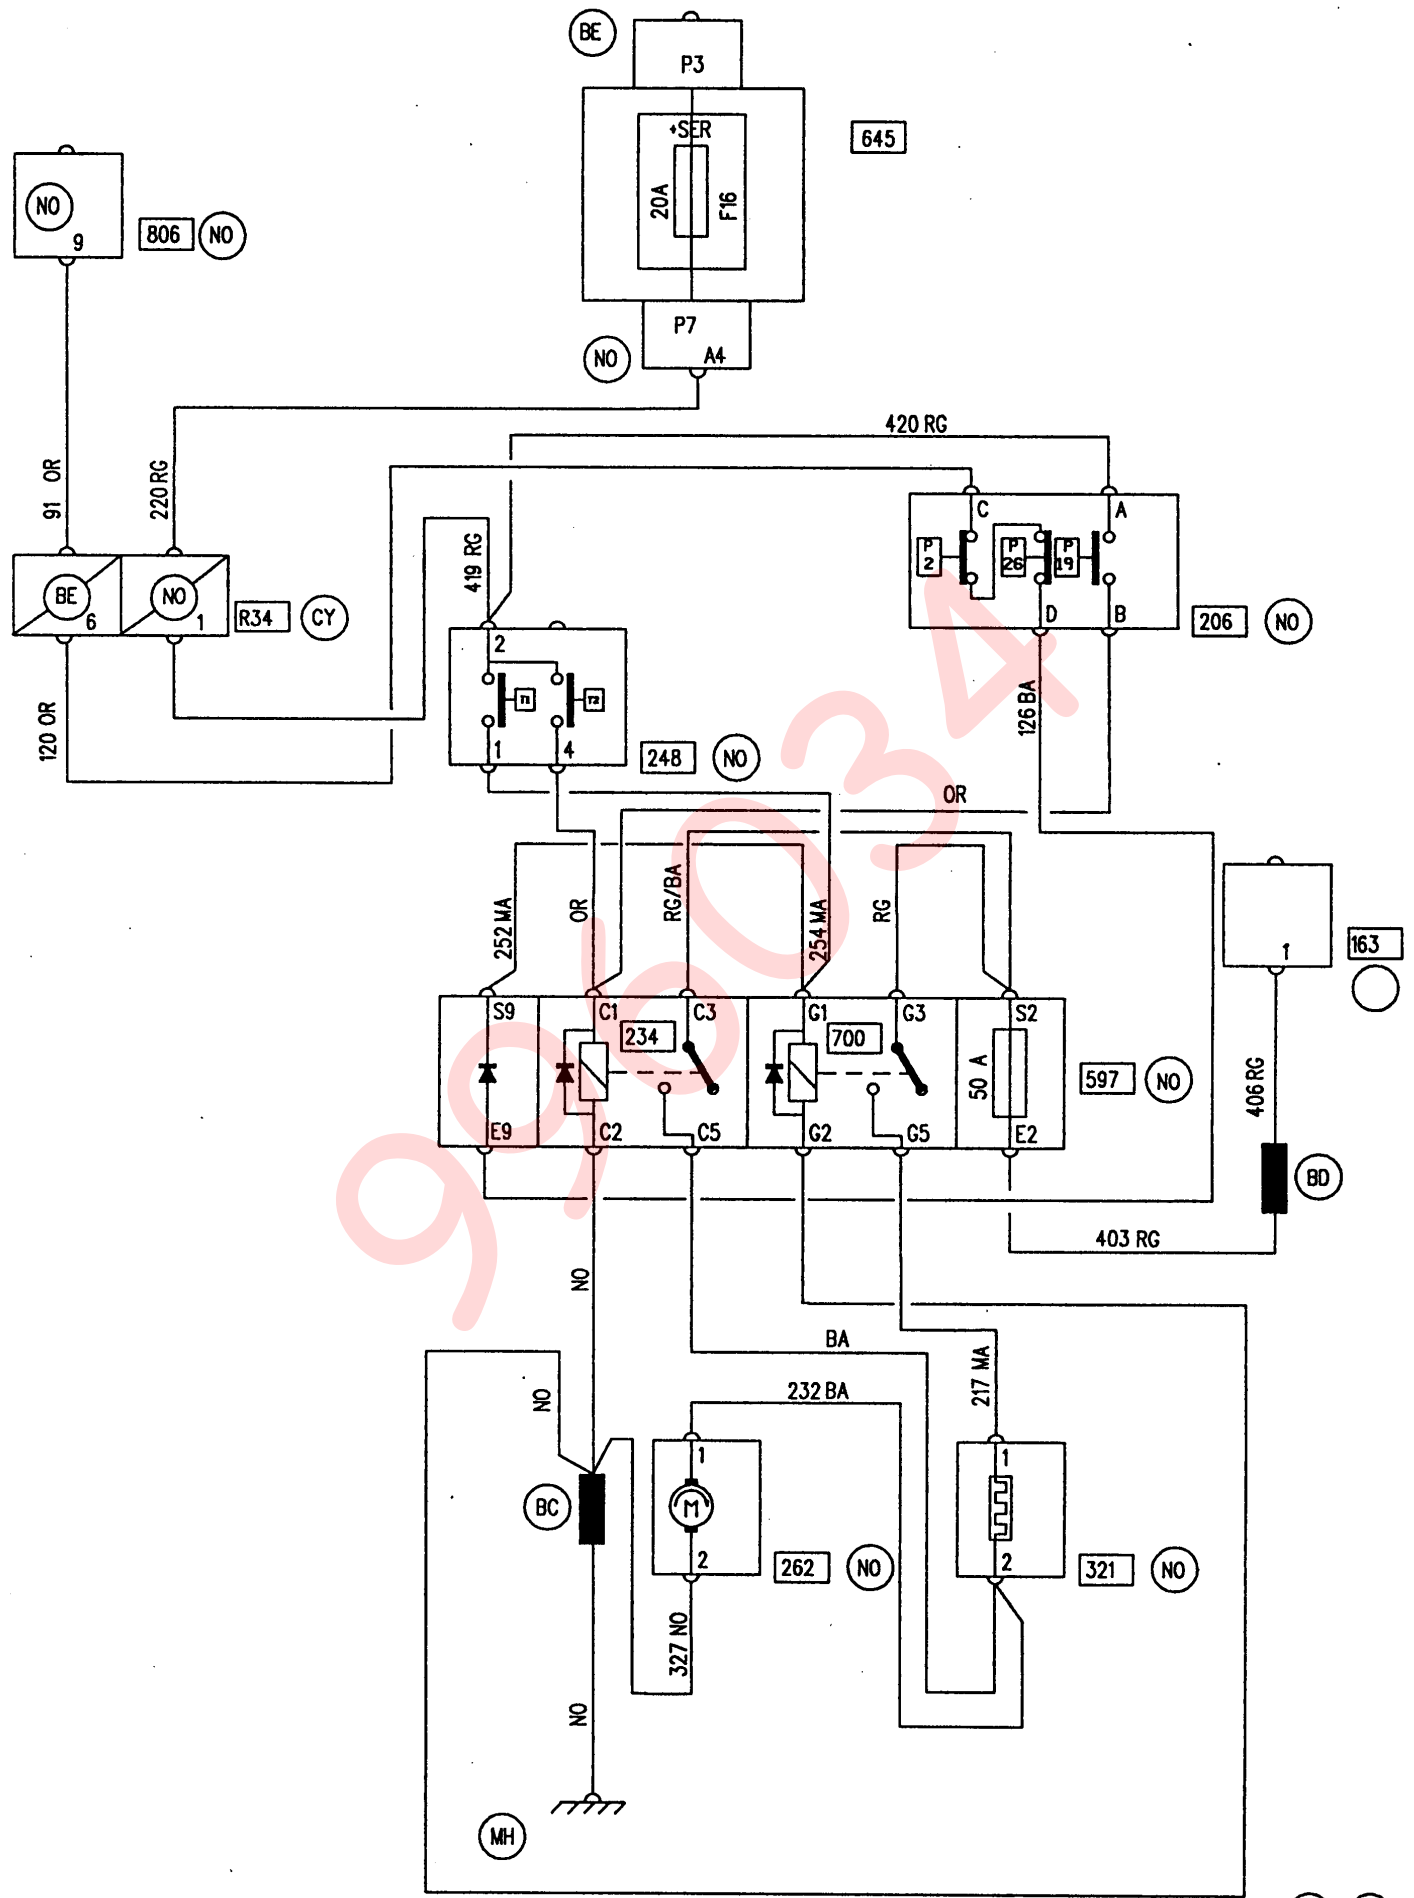 BE
P3
+SER
20A
F16
645
NO
9
806
NO
P7
A4
NO
420 RG
91 OR
220 RG
419 RG
C
A
P
2
P
26
P
19
D
B
206
NO
BE
6
NO
1
R34
CY
2
T1
T2
1
4
248
NO
120 OR
126 BA
OR
252 MA
OR
RG/BA
254 MA
RG
1
163
S9
C1
C3
G1
G3
S2
234
700
50 A
597
NO
E9
C2
C5
G2
G5
E2
406 RG
BD
403 RG
NO
BA
217 MA
232 BA
NO
BC
1
M
2
262
NO
1
2
321
NO
327 NO
NO
MH
996034